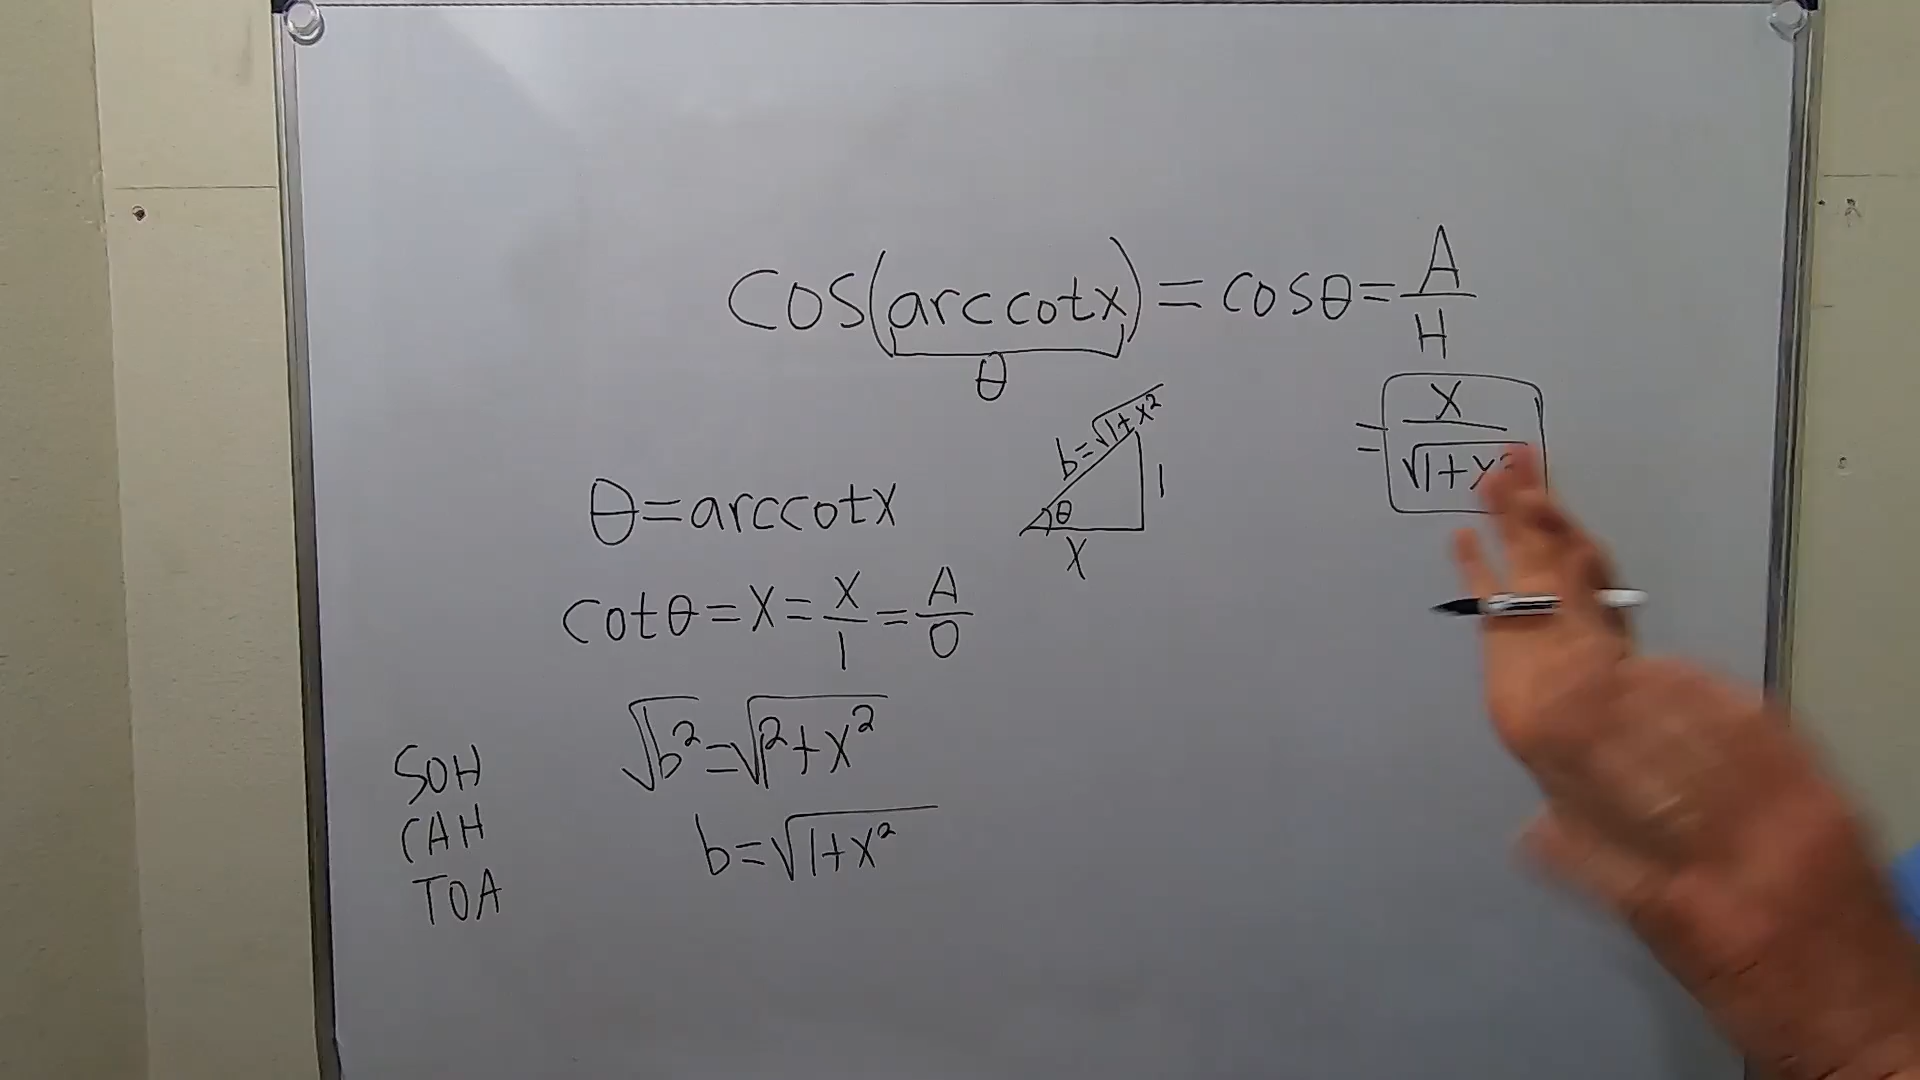 cos(arccotx) = cosθ = A/H
θ
= x/√1+x²
b=√1+x²
1
θ
x
θ=arccotx
cotθ=x=x/1=A/O
√b²=√1²+x²
b=√1+x²
SOH
CAH
TOA